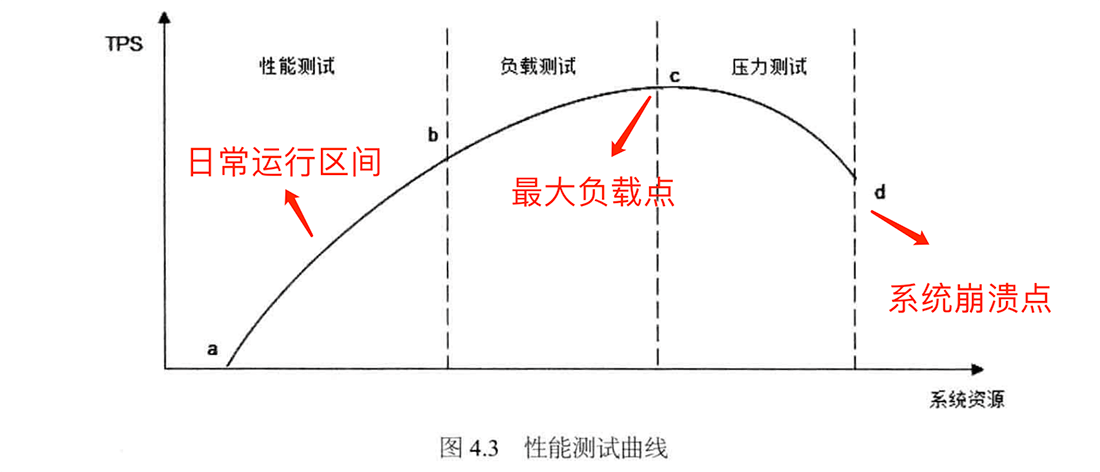 TPS
性能测试
负载测试
压力测试
c
b
日常运行区间
最大负载点
d
系统崩溃点
a
系统资源
图 4.3 性能测试曲线